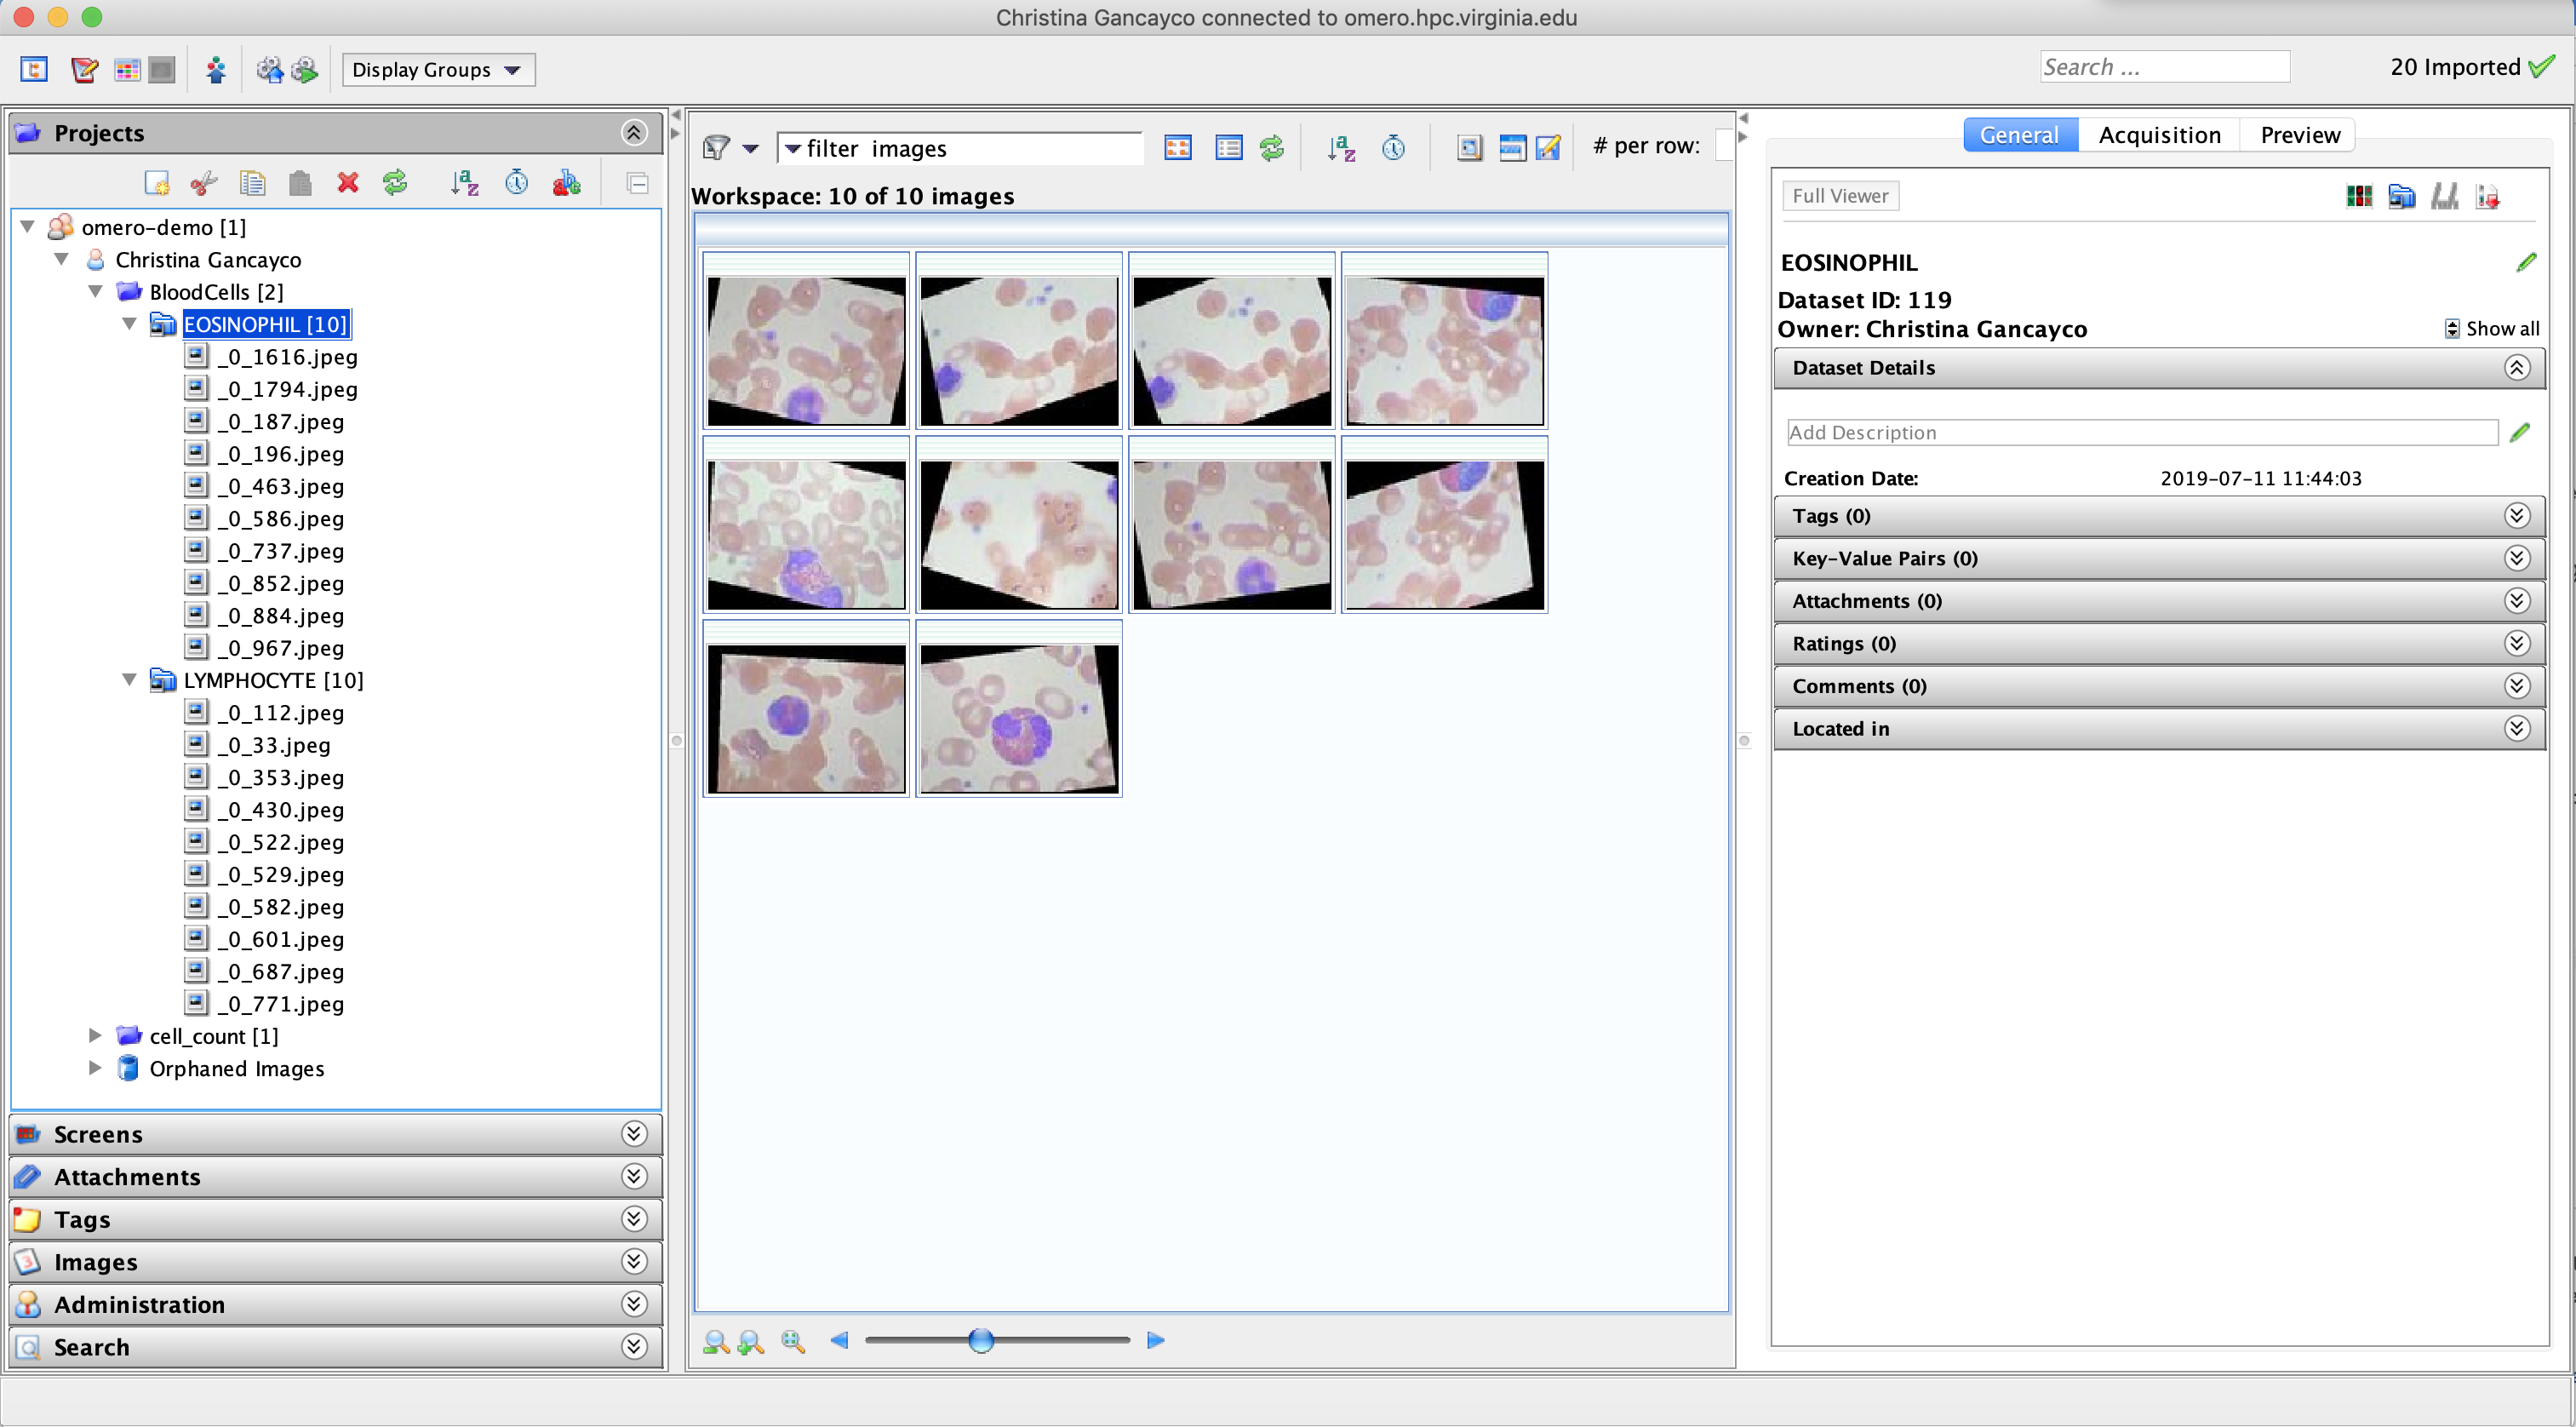 Christina Gancayco connected to omero.hpc.virginia.edu
Display Groups
Search ...
20 Imported
Projects
omero-demo [1]
Christina Gancayco
BloodCells [2]
EOSINOPHIL [10]
_0_1616.jpeg
_0_1794.jpeg
_0_187.jpeg
_0_196.jpeg
_0_463.jpeg
_0_586.jpeg
_0_737.jpeg
_0_852.jpeg
_0_884.jpeg
_0_967.jpeg
LYMPHOCYTE [10]
_0_112.jpeg
_0_33.jpeg
_0_353.jpeg
_0_430.jpeg
_0_522.jpeg
_0_529.jpeg
_0_582.jpeg
_0_601.jpeg
_0_687.jpeg
_0_771.jpeg
cell_count [1]
Orphaned Images
Screens
Attachments
Tags
Images
Administration
Search
filter images
# per row:
Workspace: 10 of 10 images
General
Acquisition
Preview
Full Viewer
EOSINOPHIL
Dataset ID: 119
Owner: Christina Gancayco
Show all
Dataset Details
Add Description
Creation Date: 2019-07-11 11:44:03
Tags (0)
Key-Value Pairs (0)
Attachments (0)
Ratings (0)
Comments (0)
Located in